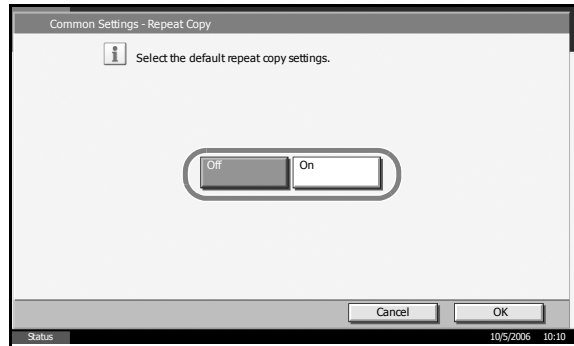 Common Settings - Repeat Copy
Select the default repeat copy settings.
Off On
Cancel OK
Status 10/5/2006 10:10